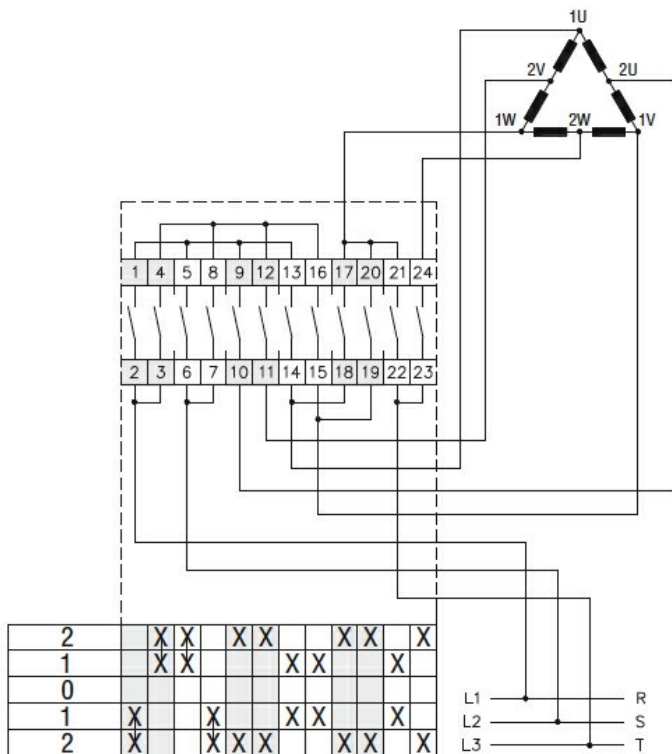 1U
2V 2U
1W 2W 1V
1 4 5 8 9 12 13 16 17 20 21 24
2 3 6 7 10 11 14 15 18 19 22 23
2 X X X X X X X
1 X X X X X
0
1 X X X X X
2 X X X X X X X
L1 R
L2 S
L3 T